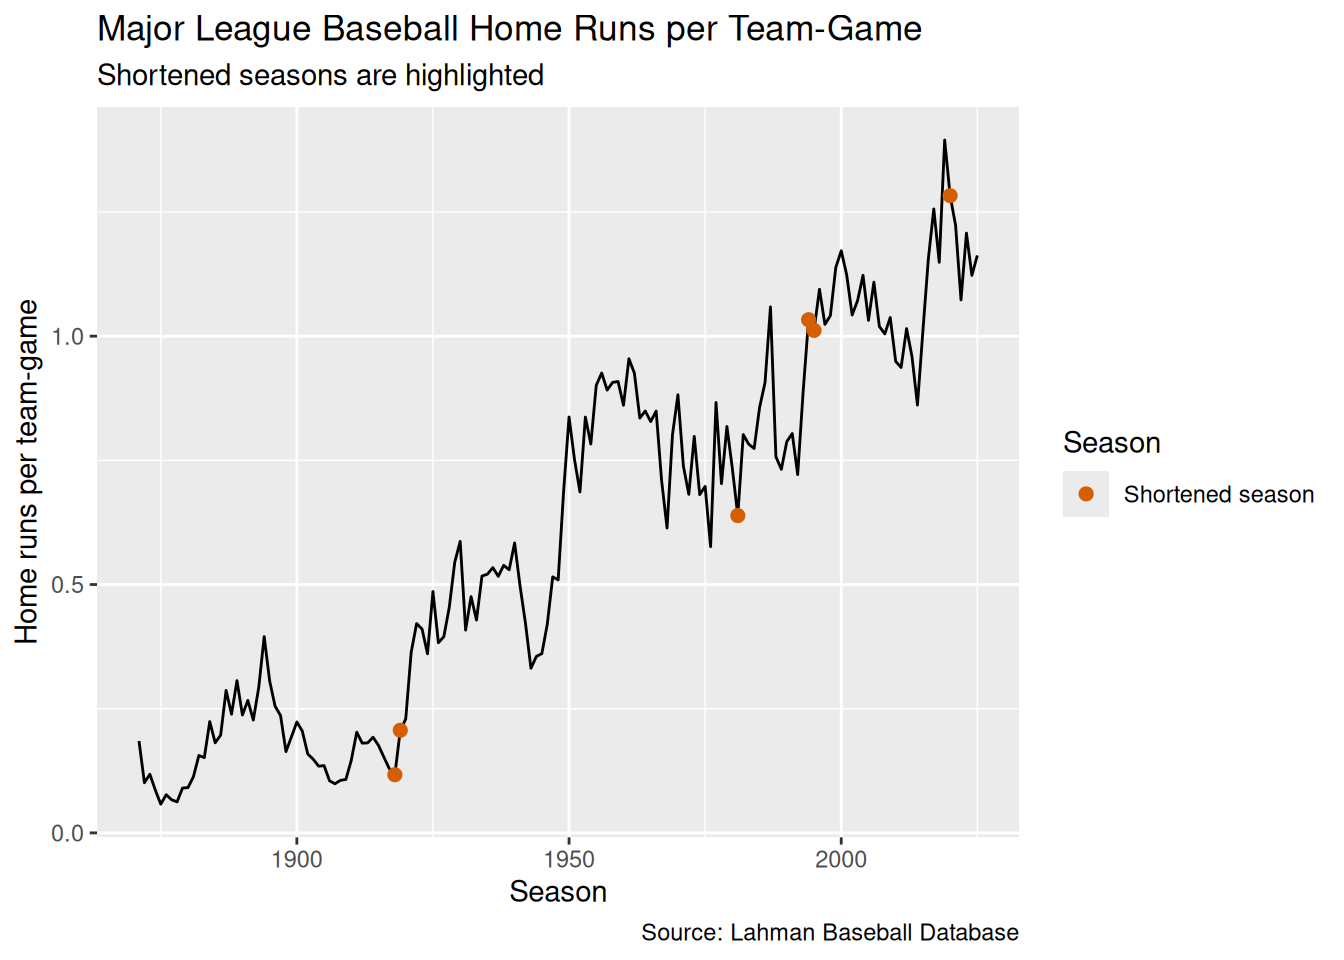 Major League Baseball Home Runs per Team-Game
Shortened seasons are highlighted
Home runs per team-game
1.0
0.5
0.0
1900
1950
2000
Season
Season
Shortened season
Source: Lahman Baseball Database